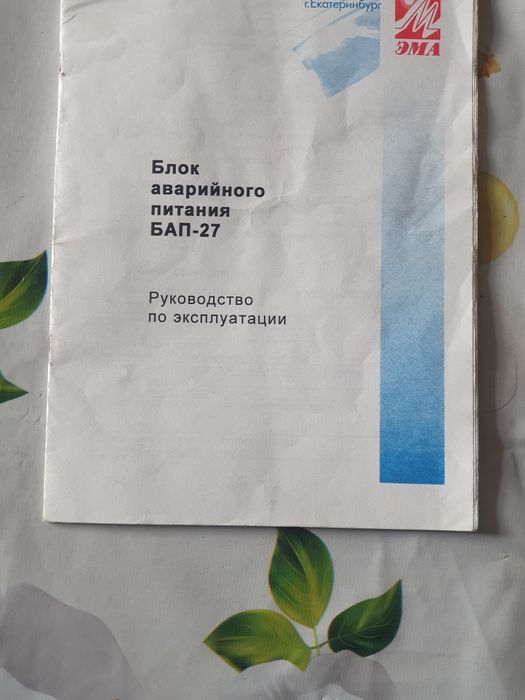 г.Екатеринбург
ЭМА
Блок
аварийного
питания
БАП-27
Руководство
по эксплуатации